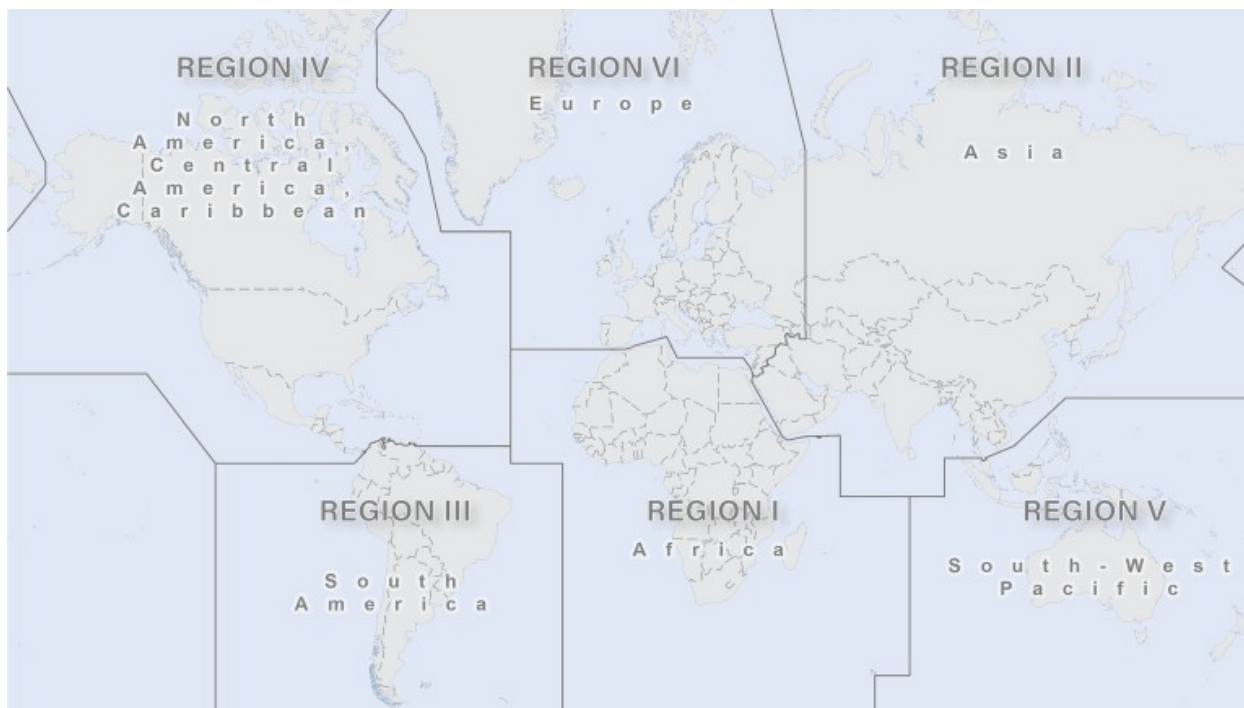 REGION IV
North
America,
Central
America,
Caribbean
REGION VI
Europe
REGION II
Asia
REGION III
South
America
REGION I
Africa
REGION V
South-West
Pacific